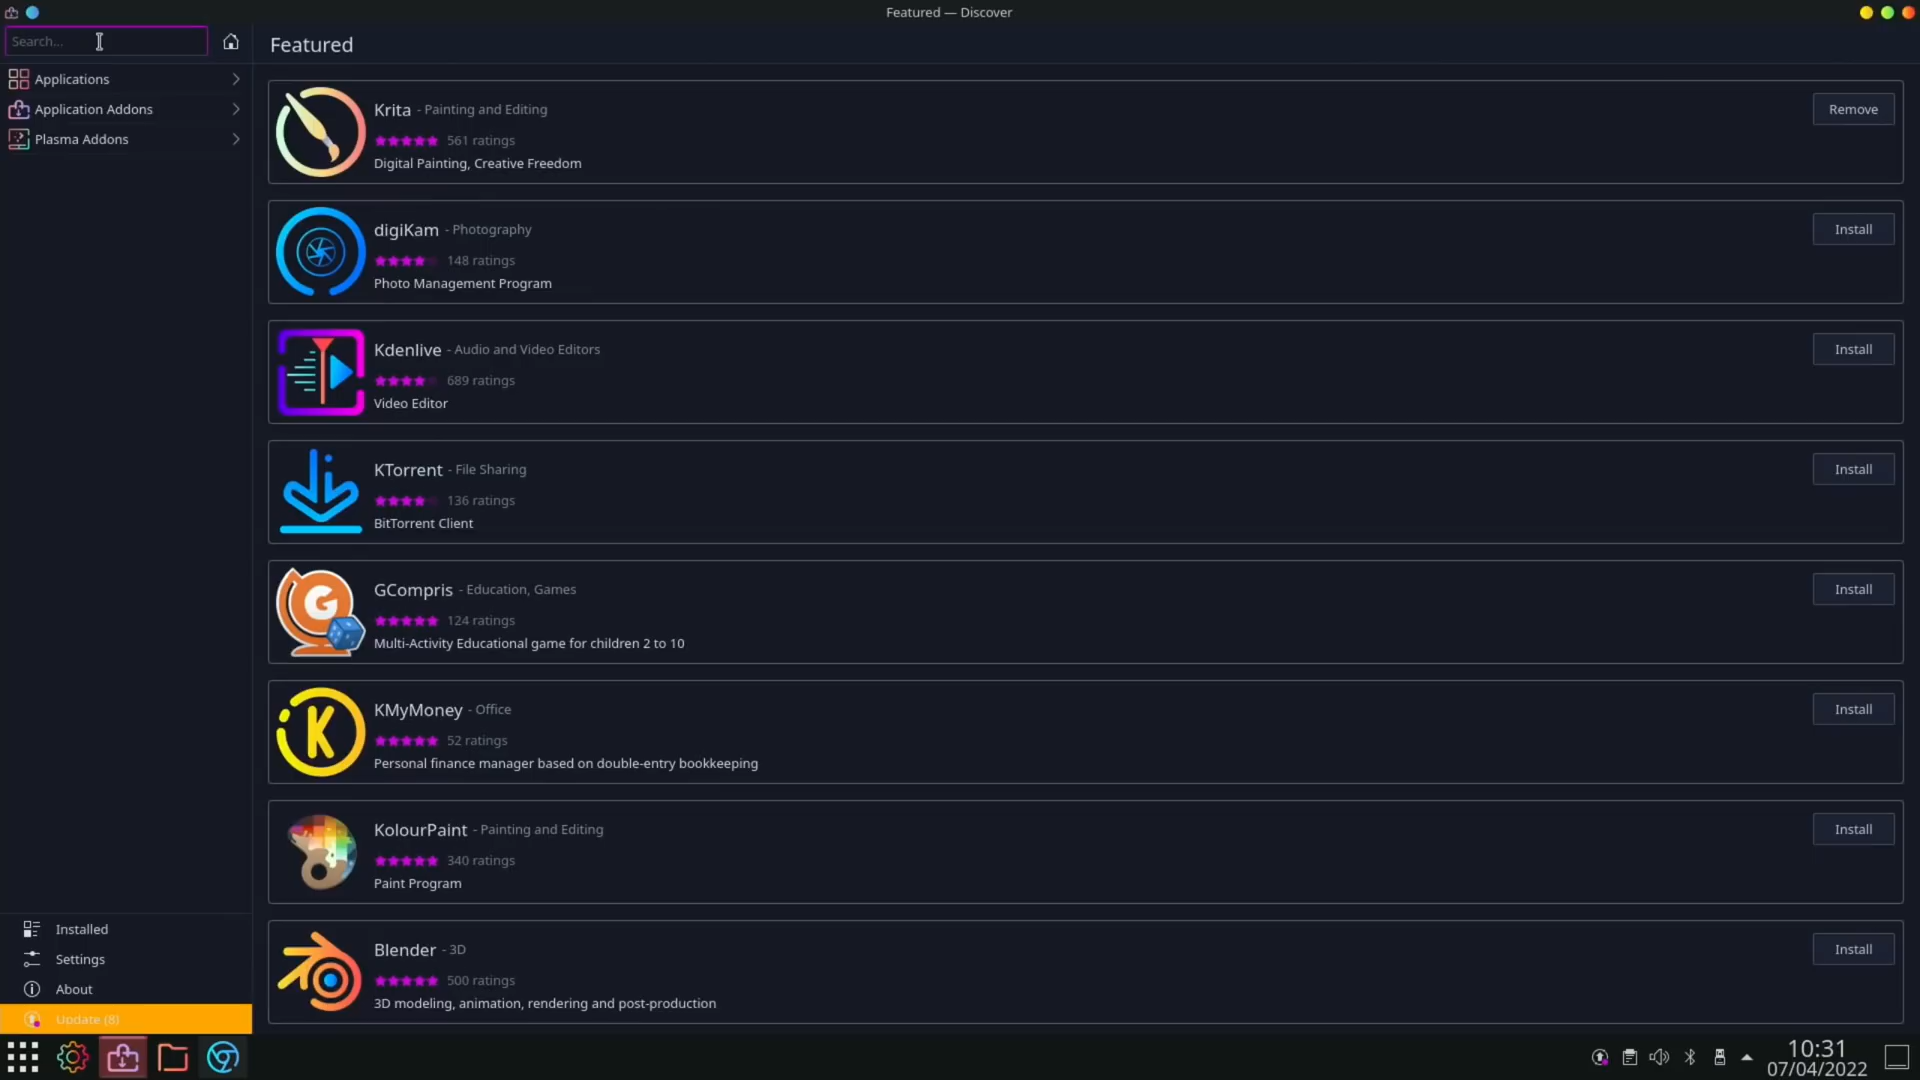 Featured — Discover
Search...
Featured
Applications
Application Addons
Plasma Addons
Krita - Painting and Editing
561 ratings
Digital Painting, Creative Freedom
Remove
digiKam - Photography
148 ratings
Photo Management Program
Install
Kdenlive - Audio and Video Editors
689 ratings
Video Editor
Install
KTorrent - File Sharing
136 ratings
BitTorrent Client
Install
GCompris - Education, Games
124 ratings
Multi-Activity Educational game for children 2 to 10
Install
KMyMoney - Office
52 ratings
Personal finance manager based on double-entry bookkeeping
Install
KolourPaint - Painting and Editing
340 ratings
Paint Program
Install
Blender - 3D
500 ratings
3D modeling, animation, rendering and post-production
Install
Installed
Settings
About
Update (8)
10:31
07/04/2022